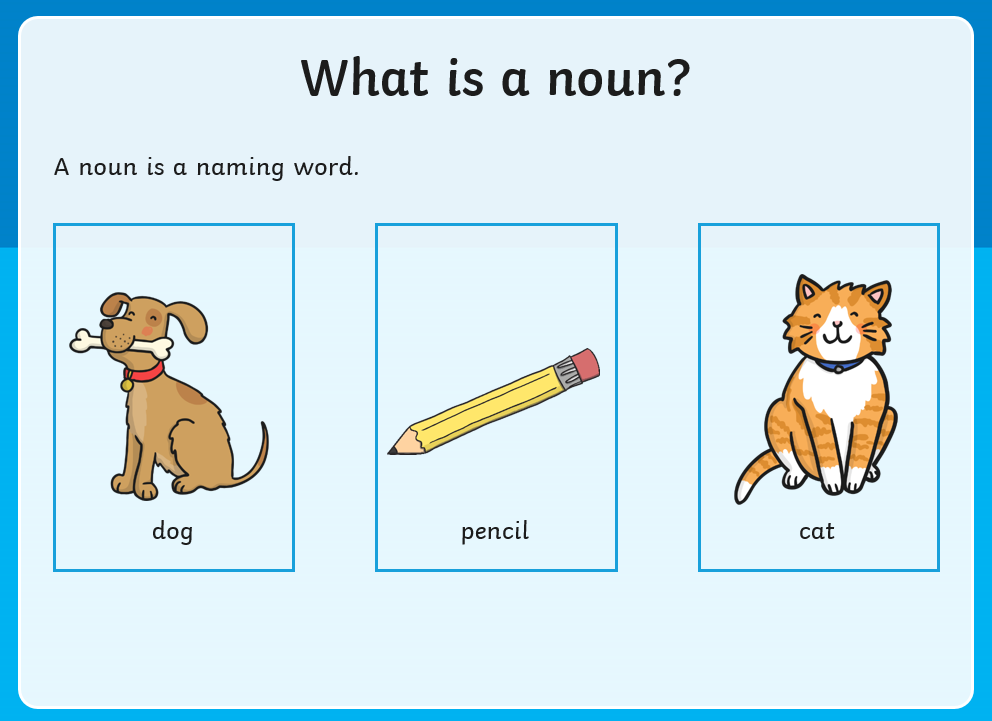 What is a noun?
A noun is a naming word.
dog
pencil
cat